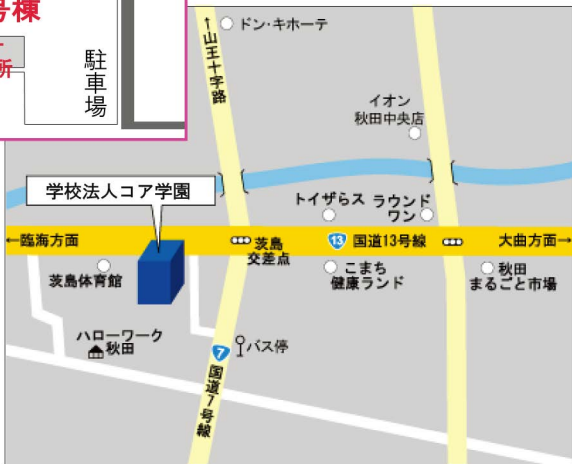 号棟
所
駐車場
↑山王十字路
ドン・キホーテ
イオン
秋田中央店
学校法人コア学園
トイザらス
ラウンド
ワン
←臨海方面
茨島
交差点
13
国道13号線
大曲方面→
茨島体育館
こまち
健康ランド
秋田
まるごと市場
ハローワーク
秋田
7
国道7号線
バス停